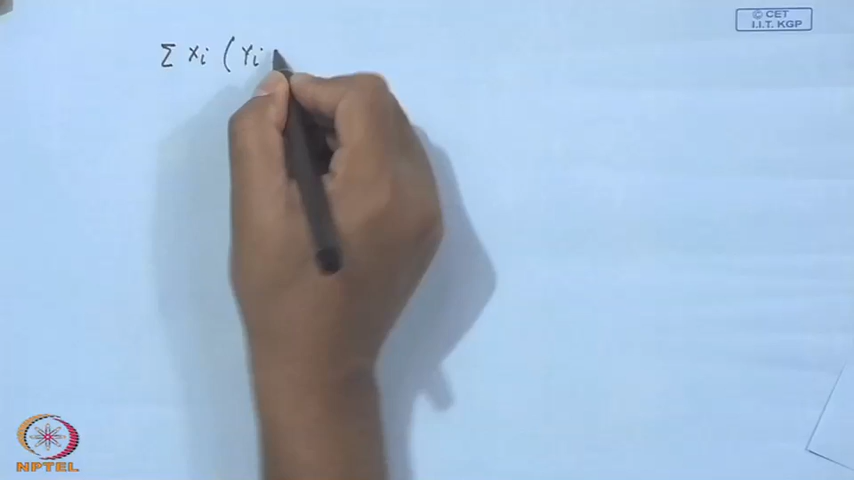 © CET
I.I.T. KGP
Σ xi ( Yi
NPTEL